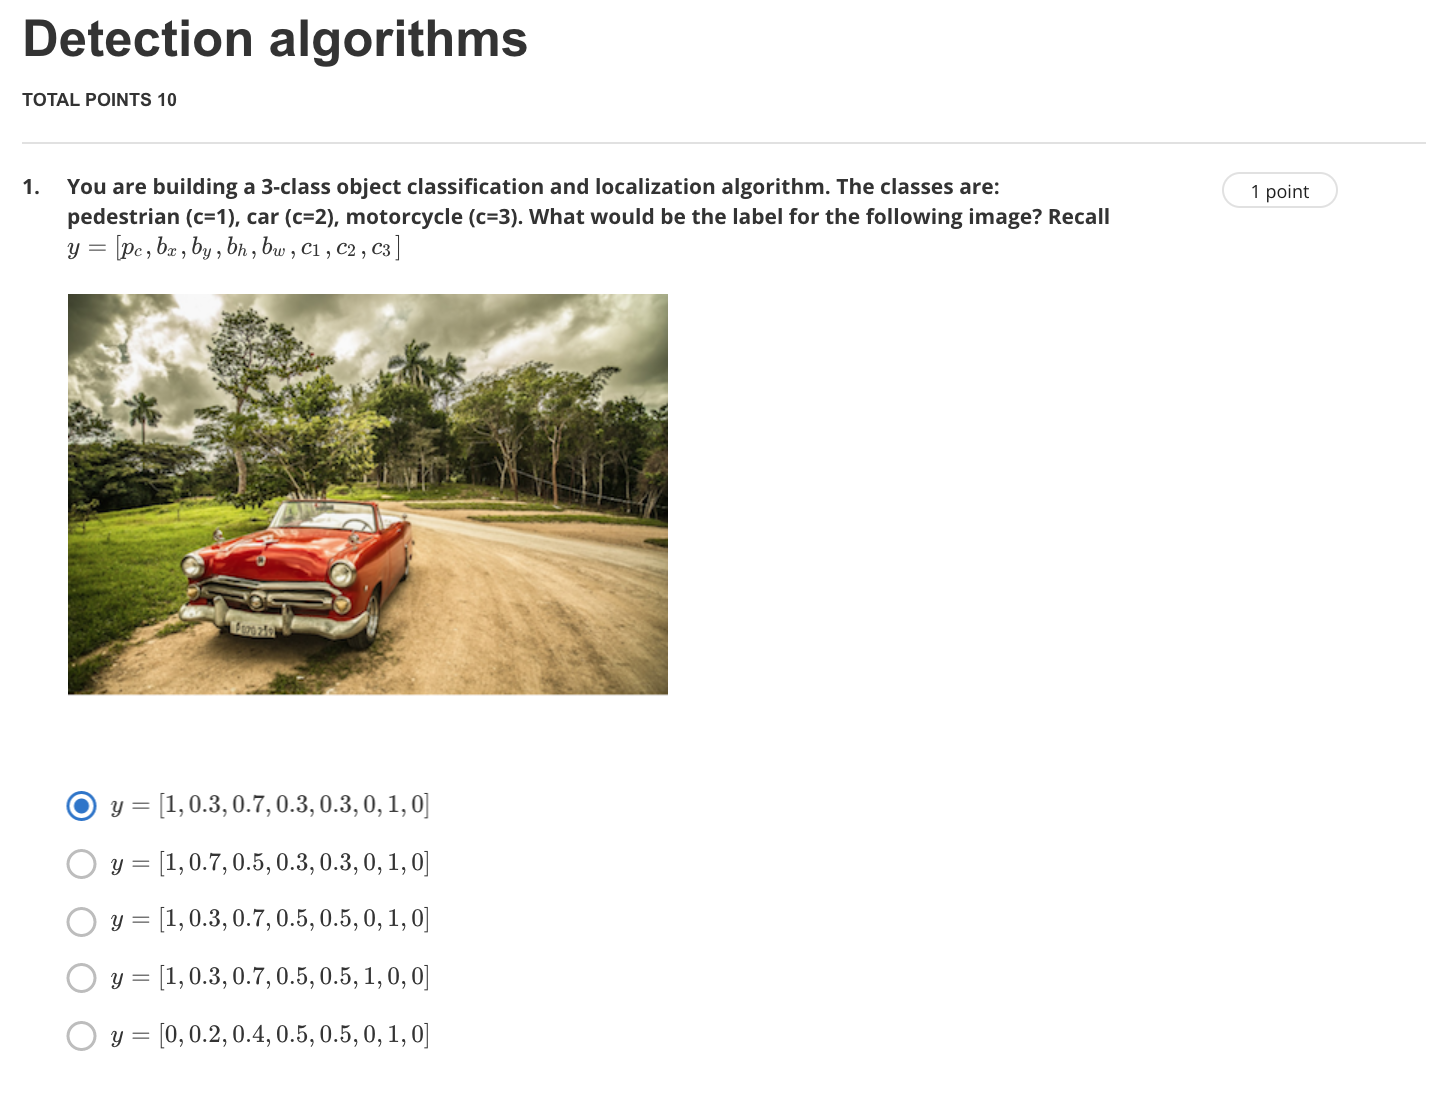 Detection algorithms
TOTAL POINTS 10
1. You are building a 3-class object classification and localization algorithm. The classes are: 1 point
pedestrian (c=1), car (c=2), motorcycle (c=3). What would be the label for the following image? Recall
y = [p_c, b_x, b_y, b_h, b_w, c_1, c_2, c_3]
y = [1, 0.3, 0.7, 0.3, 0.3, 0, 1, 0]
y = [1, 0.7, 0.5, 0.3, 0.3, 0, 1, 0]
y = [1, 0.3, 0.7, 0.5, 0.5, 0, 1, 0]
y = [1, 0.3, 0.7, 0.5, 0.5, 1, 0, 0]
y = [0, 0.2, 0.4, 0.5, 0.5, 0, 1, 0]